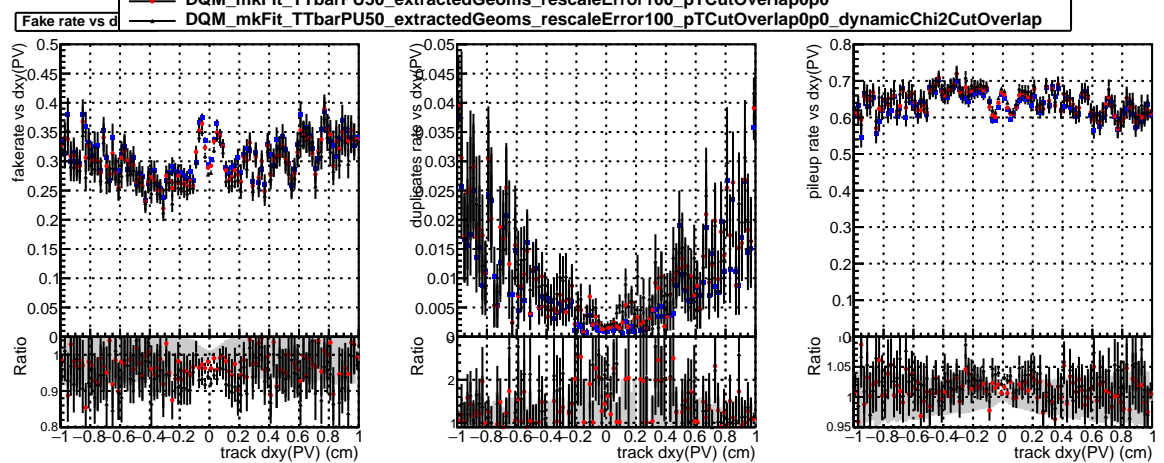 DQM_mkFit_TTbarPU50_extractedGeoms_rescaleError100_pTCutOverlap0p0
Fake rate vs d
DQM_mkFit_TTbarPU50_extractedGeoms_rescaleError100_pTCutOverlap0p0_dynamicChi2CutOverlap
fakerate vs dxy(PV)
0.5
0.45
0.4
0.35
0.3
0.25
0.2
0.15
0.1
0.05
0
Ratio
1
0.9
0.8
−1 −0.8 −0.6 −0.4 −0.2 0 0.2 0.4 0.6 0.8 1
track dxy(PV) (cm)
duplicates rate vs dxy(PV)
0.05
0.045
0.04
0.035
0.03
0.025
0.02
0.015
0.01
0.005
0
Ratio
2
1
−1 −0.8 −0.6 −0.4 −0.2 0 0.2 0.4 0.6 0.8 1
track dxy(PV) (cm)
pileup rate vs dxy(PV)
0.8
0.7
0.6
0.5
0.4
0.3
0.2
0.1
0
Ratio
1.05
1
0.95
−1 −0.8 −0.6 −0.4 −0.2 0 0.2 0.4 0.6 0.8 1
track dxy(PV) (cm)